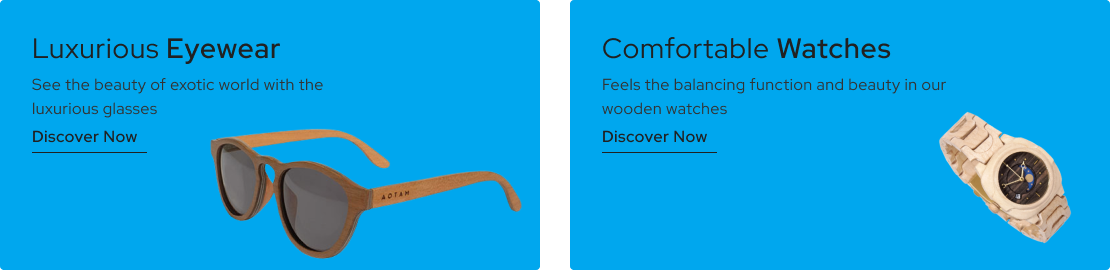 Luxurious Eyewear
See the beauty of exotic world with the
luxurious glasses
Discover Now
Comfortable Watches
Feels the balancing function and beauty in our
wooden watches
Discover Now